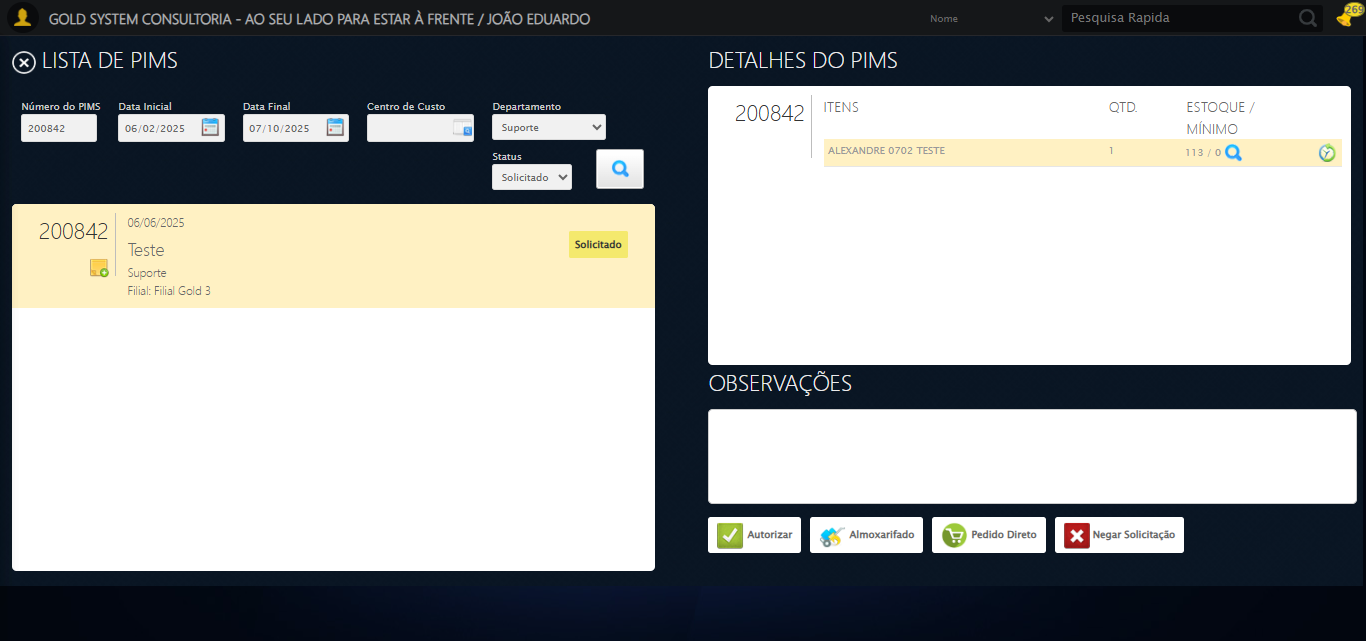 GOLD SYSTEM CONSULTORIA - AO SEU LADO PARA ESTAR À FRENTE / JOÃO EDUARDO
Nome
Pesquisa Rapida
269
LISTA DE PIMS
Número do PIMS
Data Inicial
Data Final
Centro de Custo
Departamento
200842
06/02/2025
07/10/2025
Suporte
Status
Solicitado
200842
06/06/2025
Teste
Suporte
Filial: Filial Gold 3
Solicitado
DETALHES DO PIMS
200842
ITENS
QTD.
ESTOQUE /
MÍNIMO
ALEXANDRE 0702 TESTE
1
113 / 0
OBSERVAÇÕES
Autorizar
Almoxarifado
Pedido Direto
Negar Solicitação